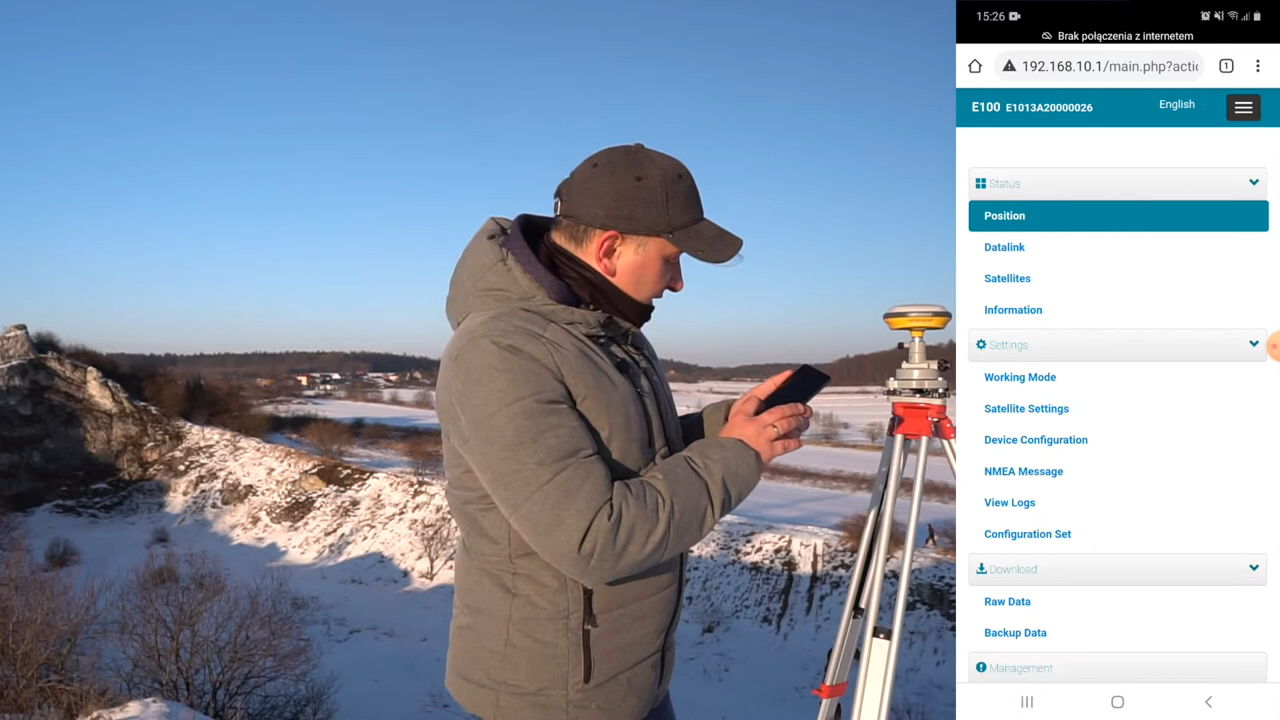 15:26
Brak połączenia z internetem
192.168.10.1/main.php?actic
1
E100 E1013A20000026
English
Status
Position
Datalink
Satellites
Information
Settings
Working Mode
Satellite Settings
Device Configuration
NMEA Message
View Logs
Configuration Set
Download
Raw Data
Backup Data
Management